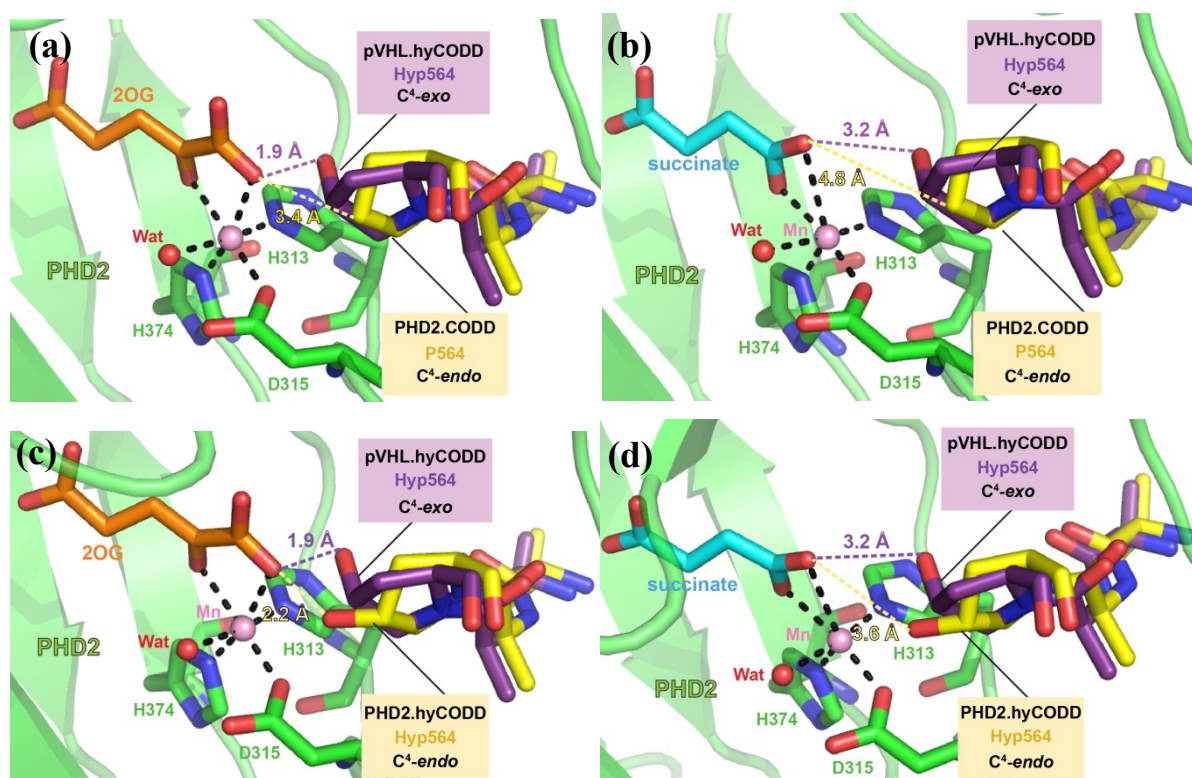 (a)
pVHL.hyCODD
Hyp564
C⁴-exo
2OG
1.9 Å
3.4 Å
Wat
H313
PHD2
H374
D315
PHD2.CODD
P564
C⁴-endo
(b)
pVHL.hyCODD
Hyp564
C⁴-exo
3.2 Å
succinate
4.8 Å
Wat
Mn
H313
PHD2
H374
D315
PHD2.CODD
P564
C⁴-endo
(c)
pVHL.hyCODD
Hyp564
C⁴-exo
1.9 Å
2OG
Mn
2.2 Å
Wat
H313
PHD2
H374
D315
PHD2.hyCODD
Hyp564
C⁴-endo
(d)
pVHL.hyCODD
Hyp564
C⁴-exo
3.2 Å
succinate
Mn
3.6 Å
H313
Wat
PHD2
H374
D315
PHD2.hyCODD
Hyp564
C⁴-endo